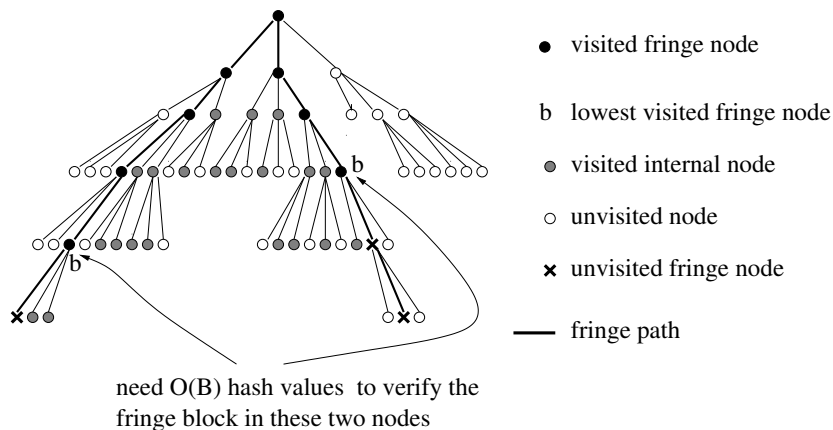 visited fringe node
b lowest visited fringe node
visited internal node
unvisited node
unvisited fringe node
fringe path
b
b
need O(B) hash values to verify the
fringe block in these two nodes